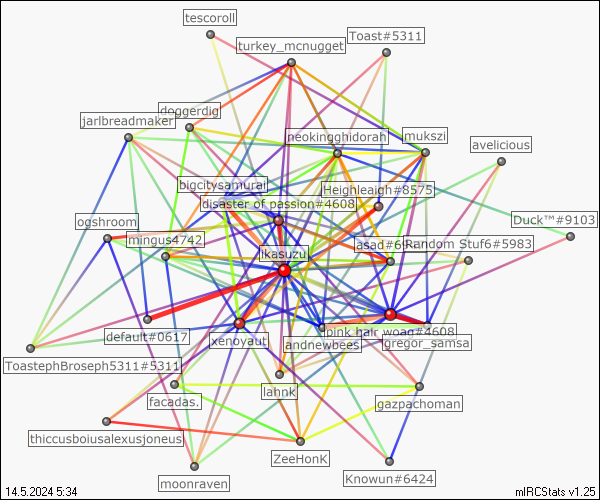 tescoroll
Toast#5311
turkey_mcnugget
doggerdig
jarlbreadmaker
neokingghidorah
mukszi
avelicious
bigcitysamurai
Heighleigh#8575
disaster of passion#4608
ogshroom
Duck™#9103
mingus4742
asad#6
Random Stuf6#5983
ikasuzu
default#0617
pink hair woar#4608
xenoyaut
andnewbees
gregor_samsa
ToastephBroseph5311#5311
lahnk
facadas.
gazpachoman
thiccusboiusalexusjoneus
ZeeHonK
Knowun#6424
moonraven
14.5.2024 5:34
mIRCStats v1.25